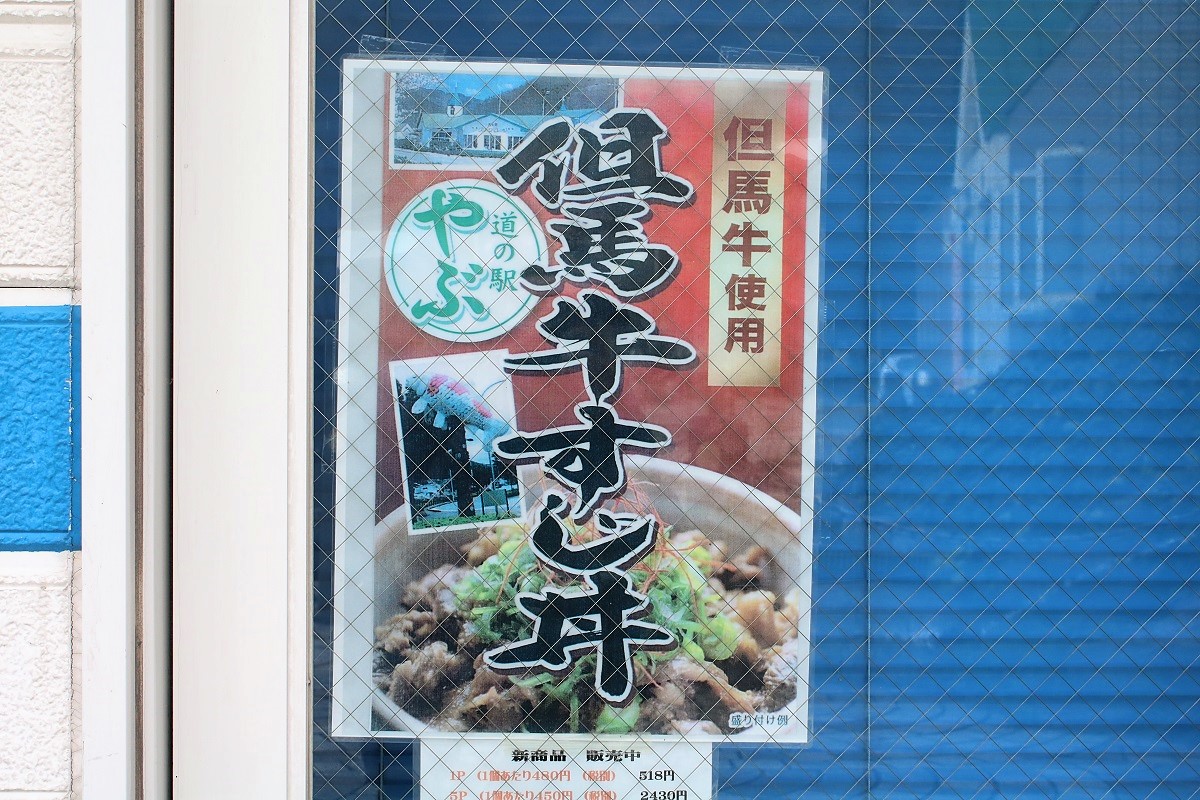 但馬牛使用
但馬牛すじ丼
道の駅
やぶ
盛り付け例
新商品 販売中
1P (1個あたり480円 (税別) 518円
5P (1個あたり450円 (税別) 2430円